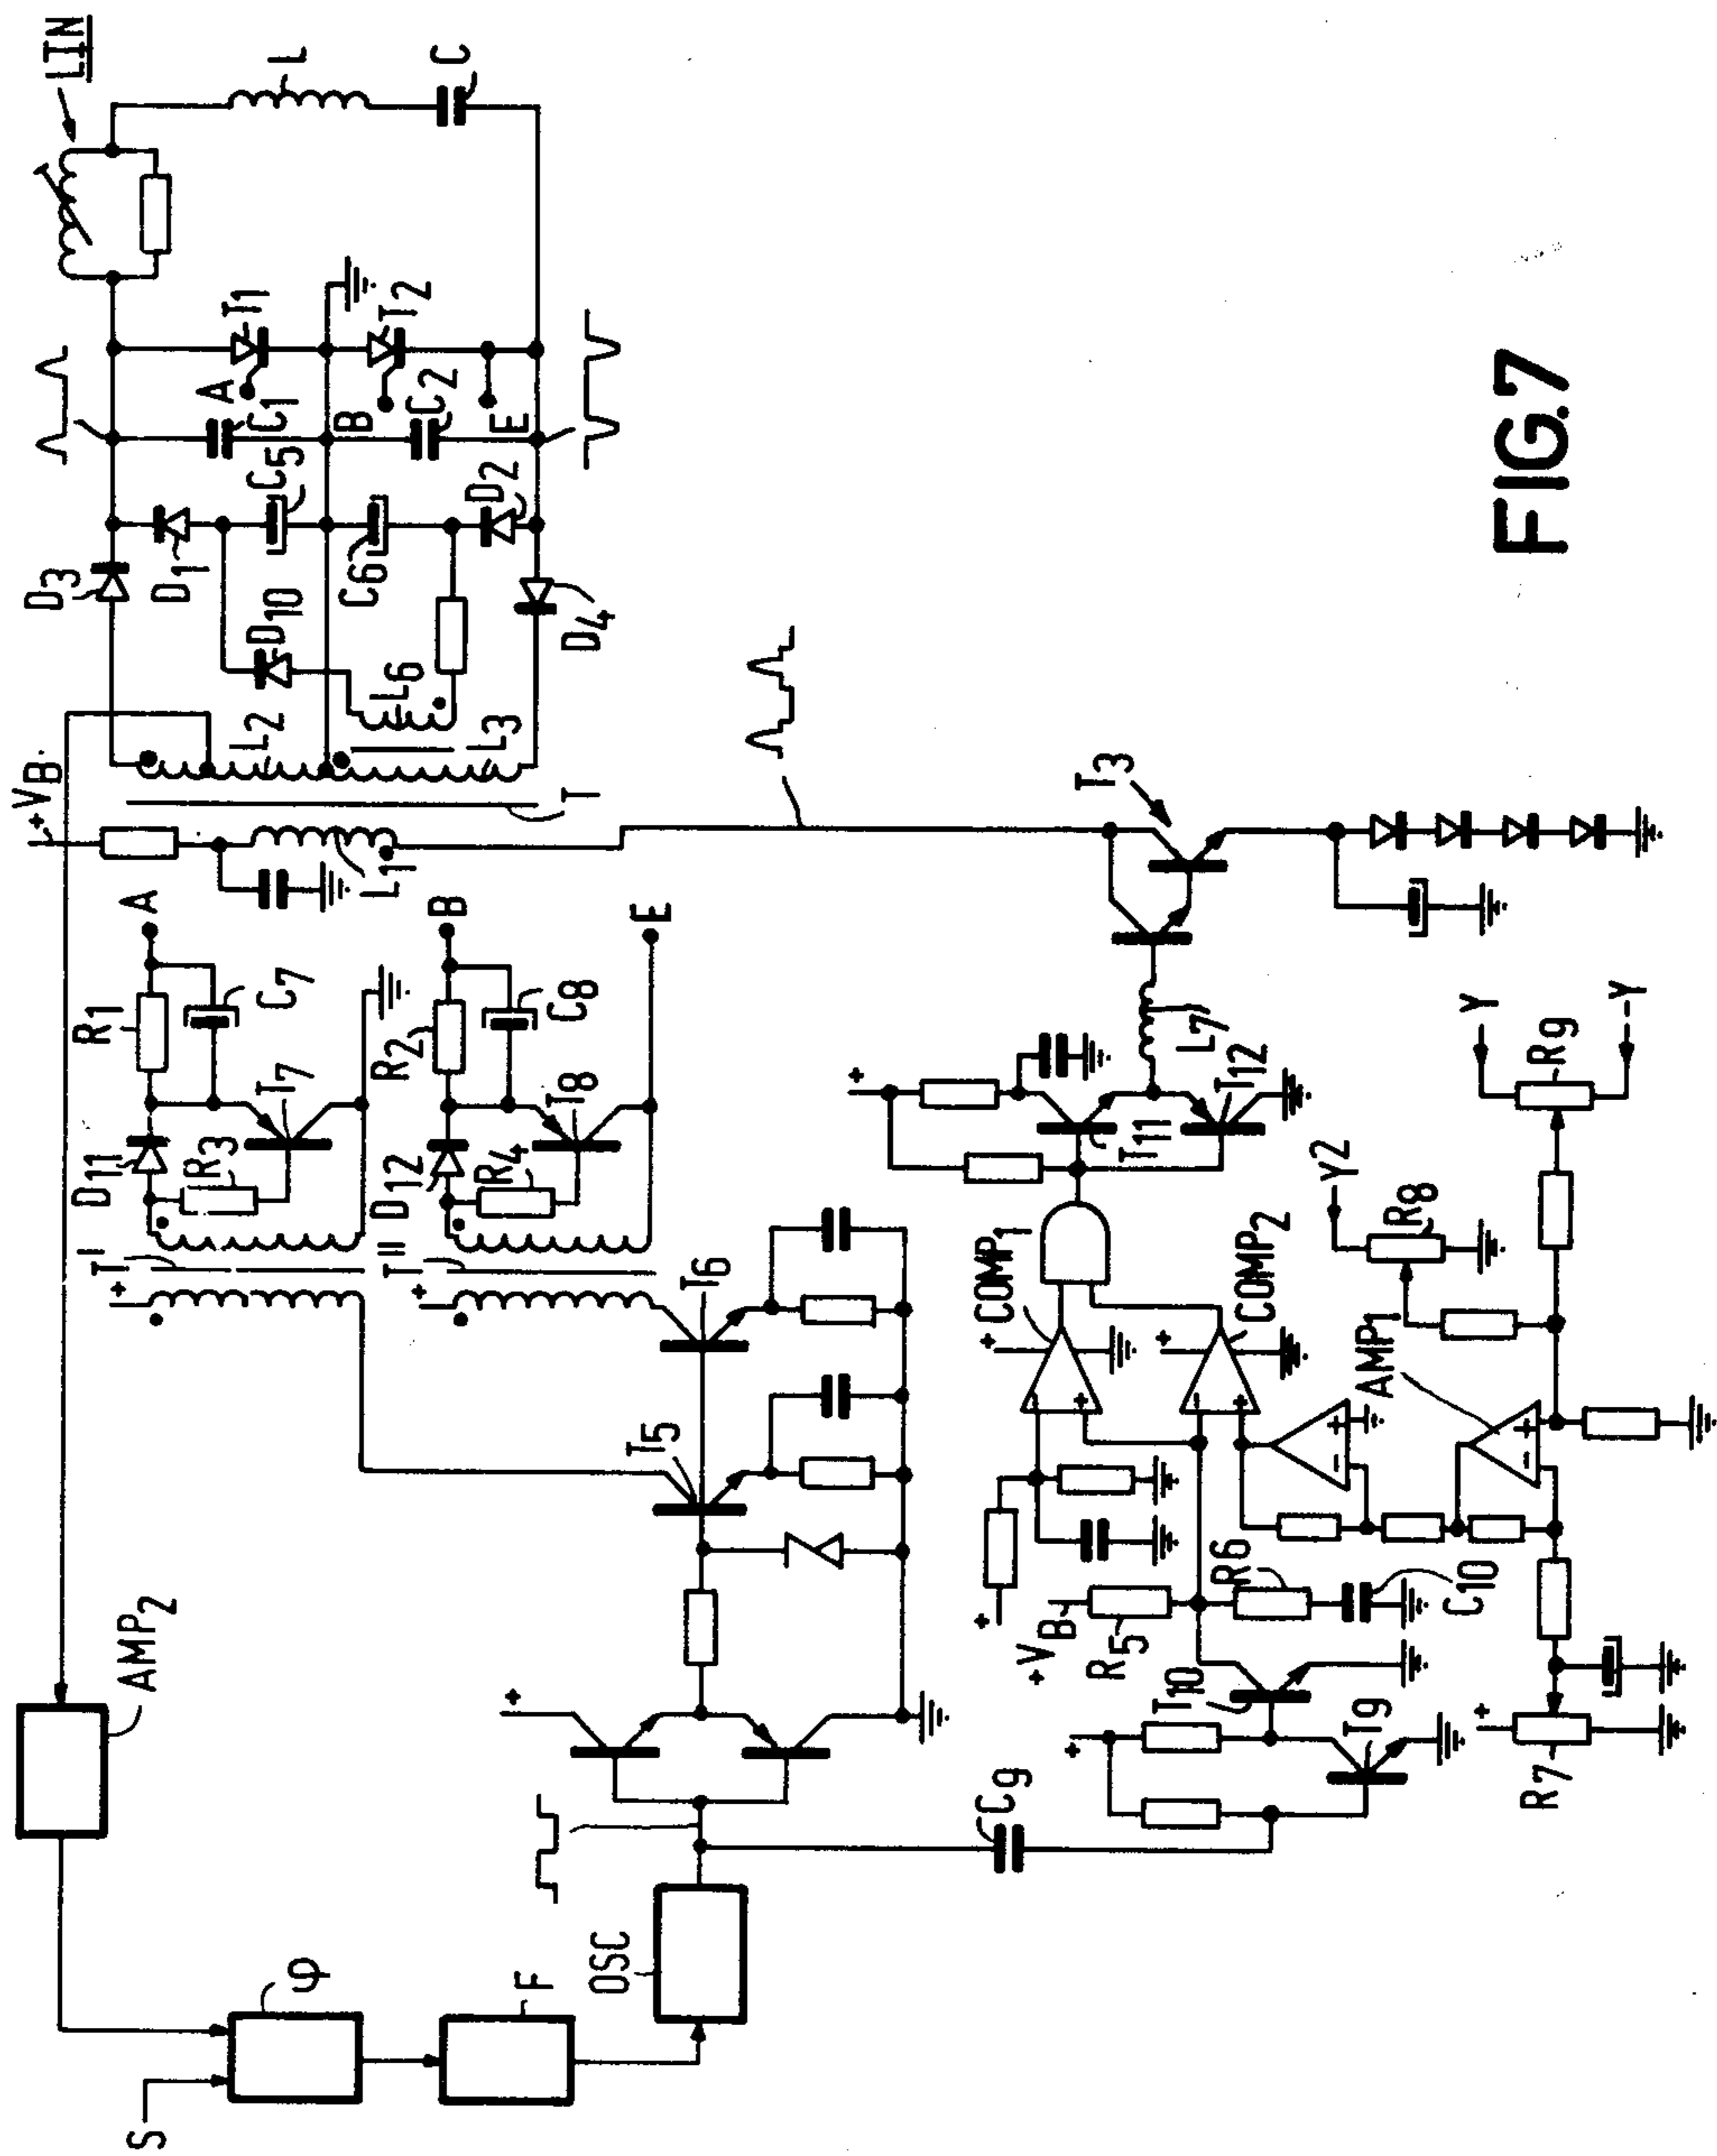 LIN
L
C
T1
T2
A
B
E
C1
C2
C5
C6
D1
D2
D3
D4
D10
L6
L2
L3
+VB
T
L1
A
B
E
R1
C7
R2
C8
T7
T8
D11
R3
D12
R4
T'
T"
+
+
T6
T5
AMP2
φ
S
F
OSC
+
C9
T3
L7
T11
T12
+
COMP1
COMP2
+
+
- +
- +
+
+VB
R5
R6
C10
T10
T9
+
R7
+
AMP1
- +
- +
R8
Y2
R9
Y
-Y
FIG.7